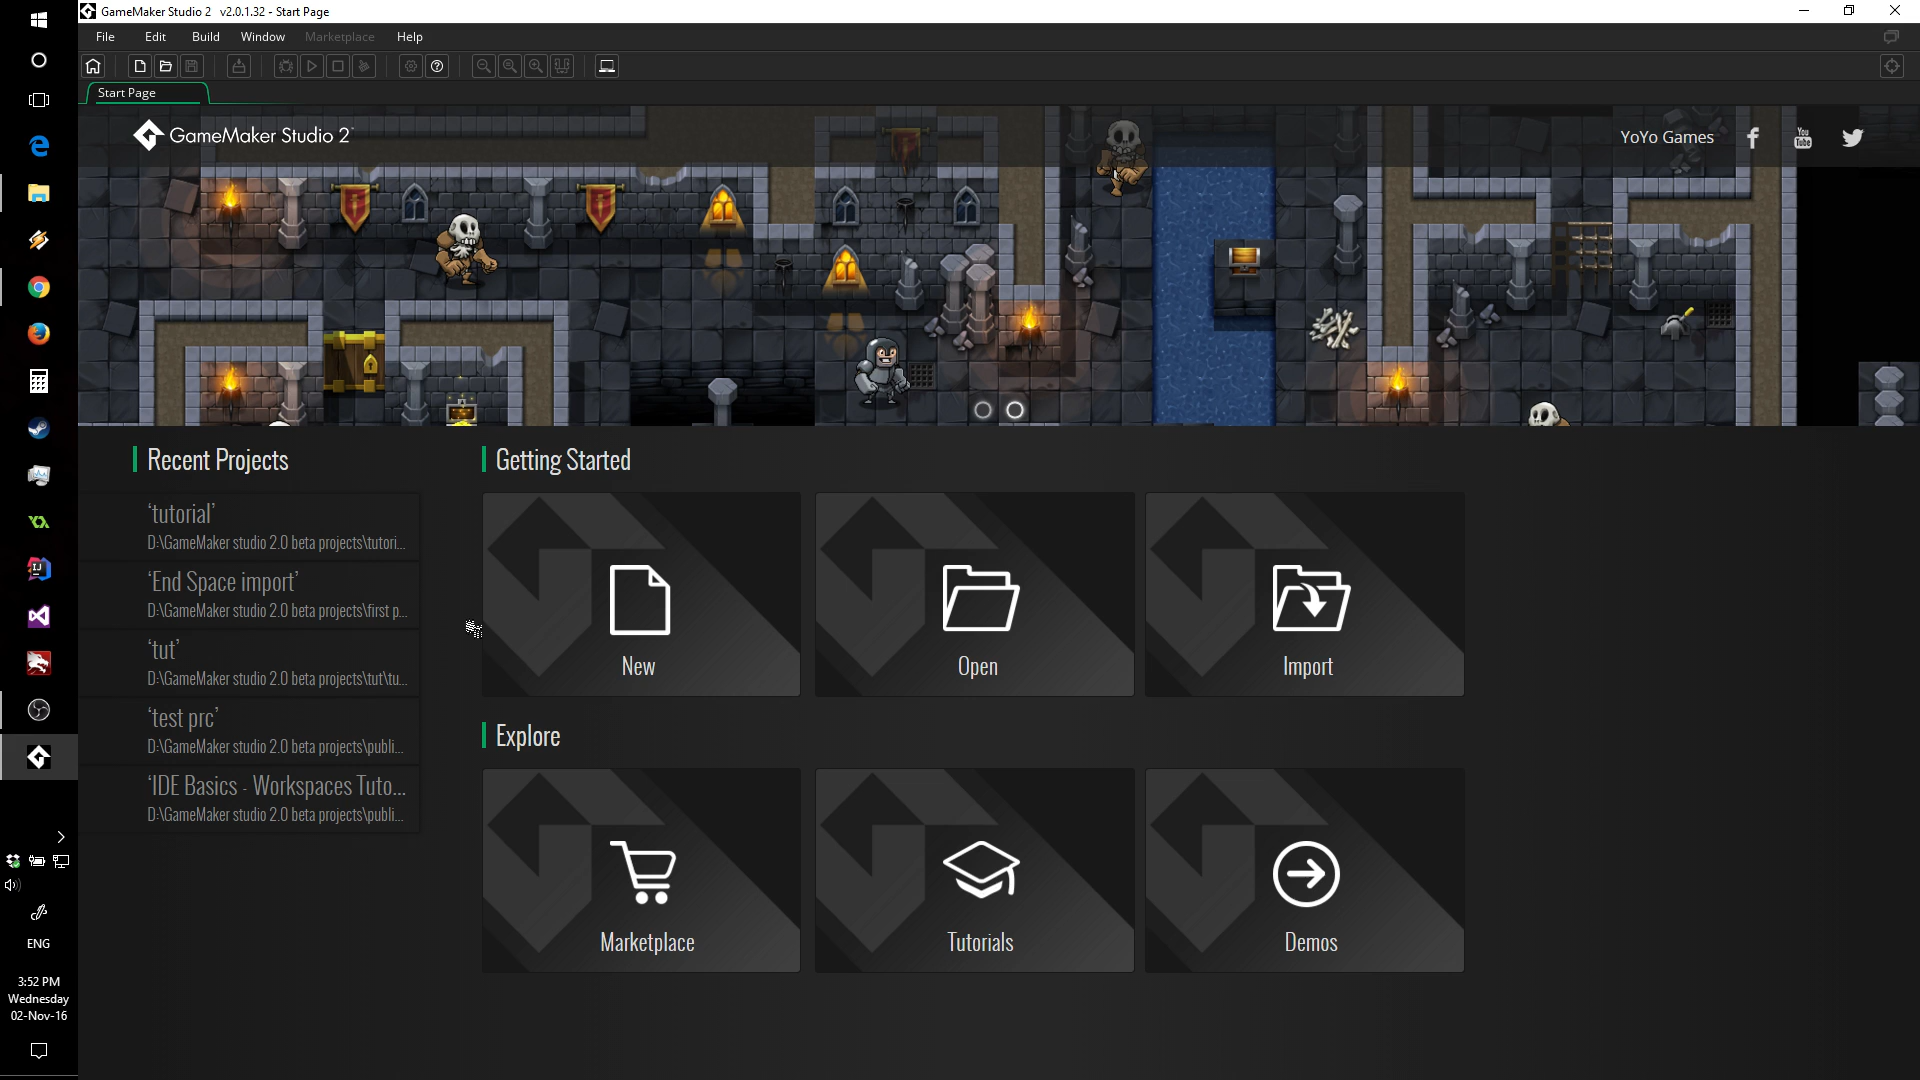 GameMaker Studio 2   v2.0.1.32 - Start Page
File Edit Build Window Marketplace Help
Start Page
GameMaker Studio 2
YoYo Games
You
Tube
Recent Projects
‘tutorial’
D:\GameMaker studio 2.0 beta projects\tutori...
‘End Space import’
D:\GameMaker studio 2.0 beta projects\first p...
‘tut’
D:\GameMaker studio 2.0 beta projects\tut\tu...
‘test prc’
D:\GameMaker studio 2.0 beta projects\publi...
‘IDE Basics - Workspaces Tuto...
D:\GameMaker studio 2.0 beta projects\publi...
Getting Started
New
Open
Import
Explore
Marketplace
Tutorials
Demos
IJ
ENG
3:52 PM
Wednesday
02-Nov-16